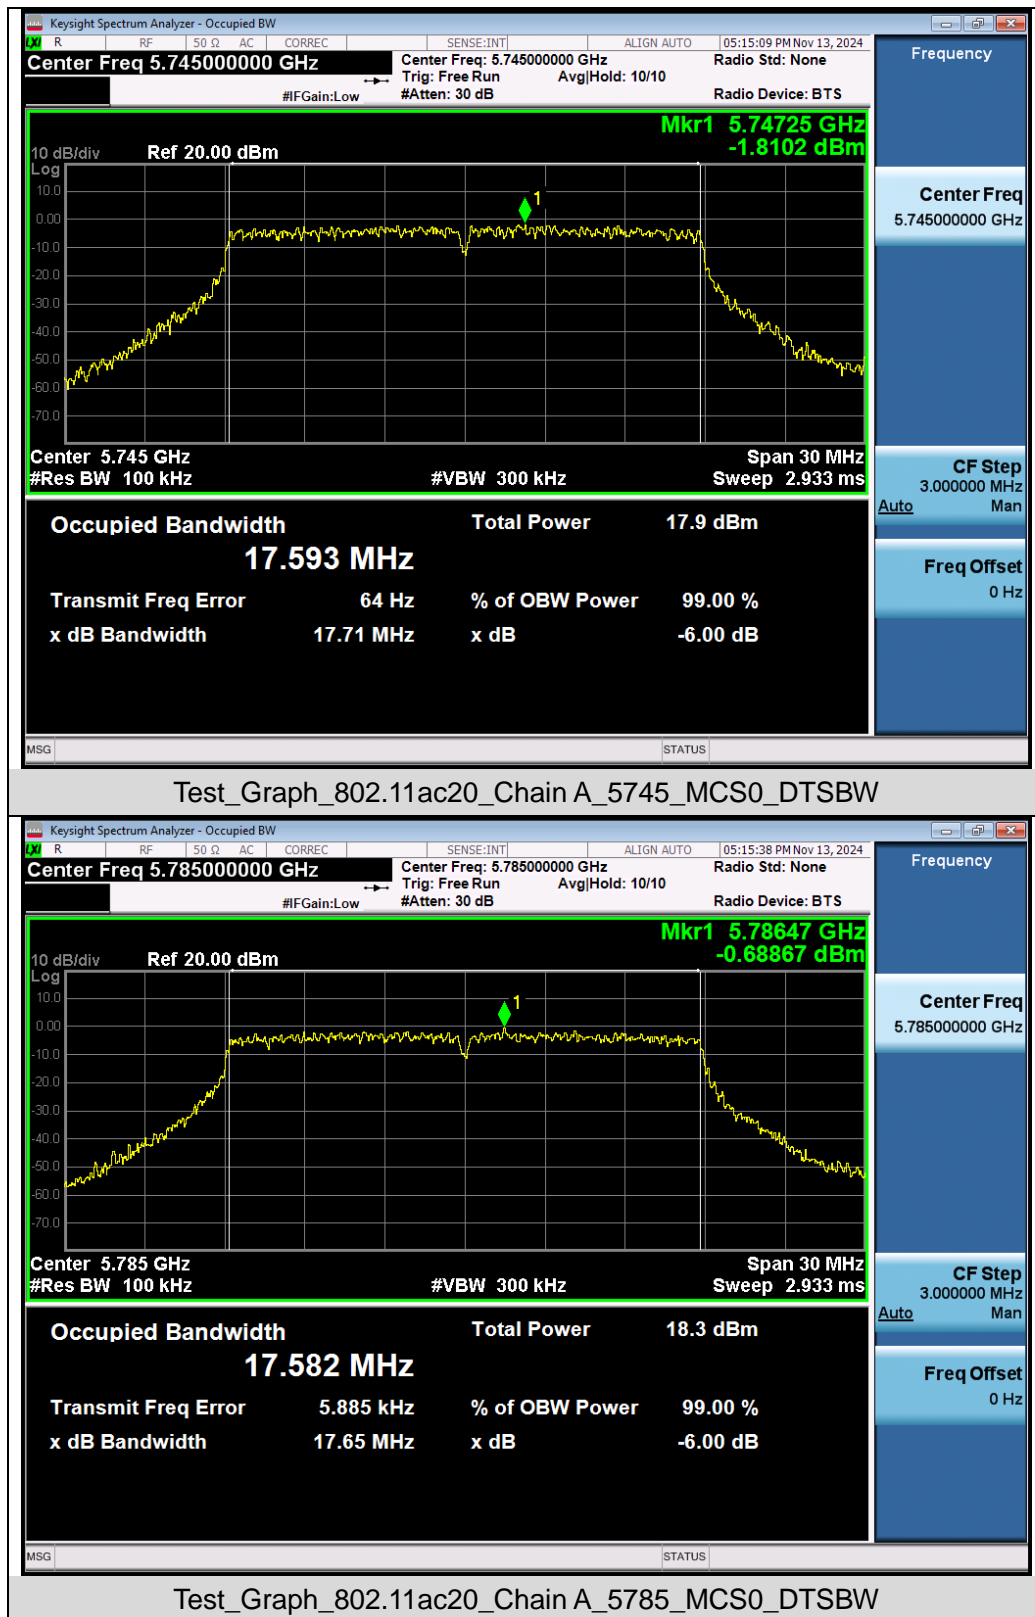 Keysight Spectrum Analyzer - Occupied BW
LXI R RF 50 Ω AC CORREC SENSE:INT ALIGN AUTO 05:15:09 PM Nov 13, 2024
Center Freq 5.745000000 GHz
Center Freq: 5.745000000 GHz Radio Std: None
Trig: Free Run Avg|Hold: 10/10
#IFGain:Low #Atten: 30 dB Radio Device: BTS
Frequency
Mkr1 5.74725 GHz
-1.8102 dBm
10 dB/div Ref 20.00 dBm
Log
10.0
0.00
-10.0
-20.0
-30.0
-40.0
-50.0
-60.0
-70.0
1
Center 5.745 GHz Span 30 MHz
#Res BW 100 kHz #VBW 300 kHz Sweep 2.933 ms
Center Freq
5.745000000 GHz
CF Step
3.000000 MHz
Auto Man
Freq Offset
0 Hz
Occupied Bandwidth Total Power 17.9 dBm
17.593 MHz
Transmit Freq Error 64 Hz % of OBW Power 99.00 %
x dB Bandwidth 17.71 MHz x dB -6.00 dB
MSG STATUS
Test_Graph_802.11ac20_Chain A_5745_MCS0_DTSBW
Keysight Spectrum Analyzer - Occupied BW
LXI R RF 50 Ω AC CORREC SENSE:INT ALIGN AUTO 05:15:38 PM Nov 13, 2024
Center Freq 5.785000000 GHz
Center Freq: 5.785000000 GHz Radio Std: None
Trig: Free Run Avg|Hold: 10/10
#IFGain:Low #Atten: 30 dB Radio Device: BTS
Frequency
Mkr1 5.78647 GHz
-0.68867 dBm
10 dB/div Ref 20.00 dBm
Log
10.0
0.00
-10.0
-20.0
-30.0
-40.0
-50.0
-60.0
-70.0
1
Center 5.785 GHz Span 30 MHz
#Res BW 100 kHz #VBW 300 kHz Sweep 2.933 ms
Center Freq
5.785000000 GHz
CF Step
3.000000 MHz
Auto Man
Freq Offset
0 Hz
Occupied Bandwidth Total Power 18.3 dBm
17.582 MHz
Transmit Freq Error 5.885 kHz % of OBW Power 99.00 %
x dB Bandwidth 17.65 MHz x dB -6.00 dB
MSG STATUS
Test_Graph_802.11ac20_Chain A_5785_MCS0_DTSBW